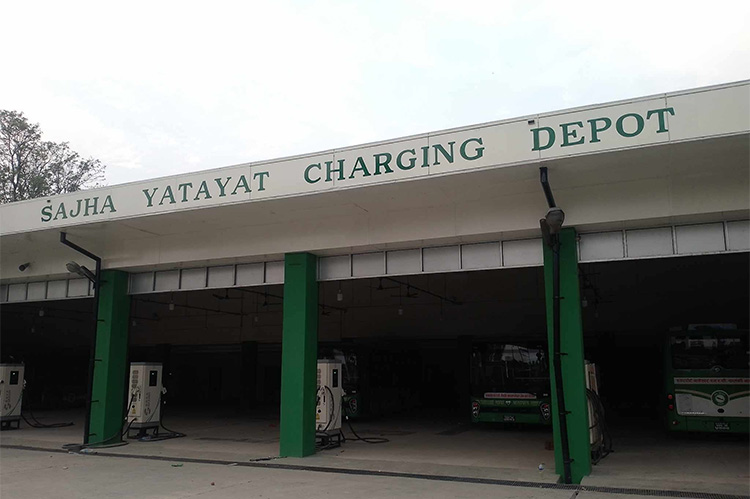 SAJHA YATAYAT CHARGING DEPOT